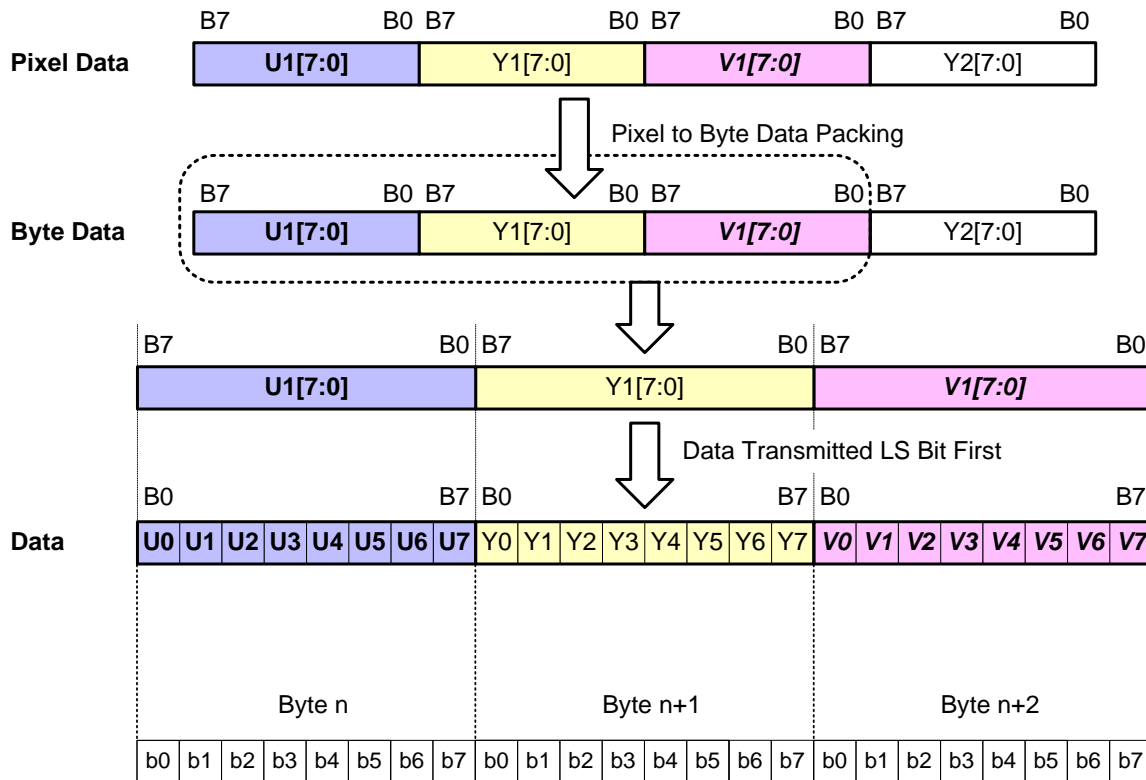 B7 B0 B7 B0 B7 B0 B7 B0
Pixel Data U1[7:0] Y1[7:0] V1[7:0] Y2[7:0]
Pixel to Byte Data Packing
B7 B0 B7 B0 B7 B0 B7 B0
Byte Data U1[7:0] Y1[7:0] V1[7:0] Y2[7:0]
B7 B0 B7 B0 B7 B0
U1[7:0] Y1[7:0] V1[7:0]
Data Transmitted LS Bit First
B0 B7 B0 B7 B0 B7
Data U0 U1 U2 U3 U4 U5 U6 U7 Y0 Y1 Y2 Y3 Y4 Y5 Y6 Y7 V0 V1 V2 V3 V4 V5 V6 V7
Byte n Byte n+1 Byte n+2
b0 b1 b2 b3 b4 b5 b6 b7 b0 b1 b2 b3 b4 b5 b6 b7 b0 b1 b2 b3 b4 b5 b6 b7